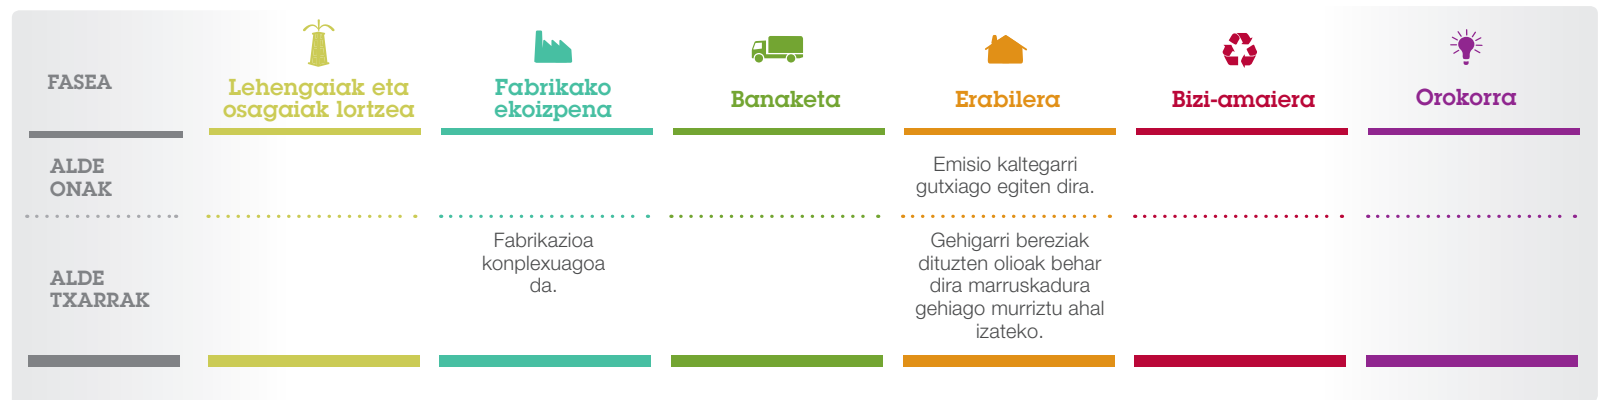 FASEA
Lehengaiak eta
osagaiak lortzea
Fabrikako
ekoizpena
Banaketa
Erabilera
Bizi-amaiera
Orokorra
ALDE
ONAK
Emisio kaltegarri
gutxiago egiten dira.
ALDE
TXARRAK
Fabrikazioa
konplexuagoa
da.
Gehigarri bereziak
dituzten olioak behar
dira marruskadura
gehiago murriztu ahal
izateko.